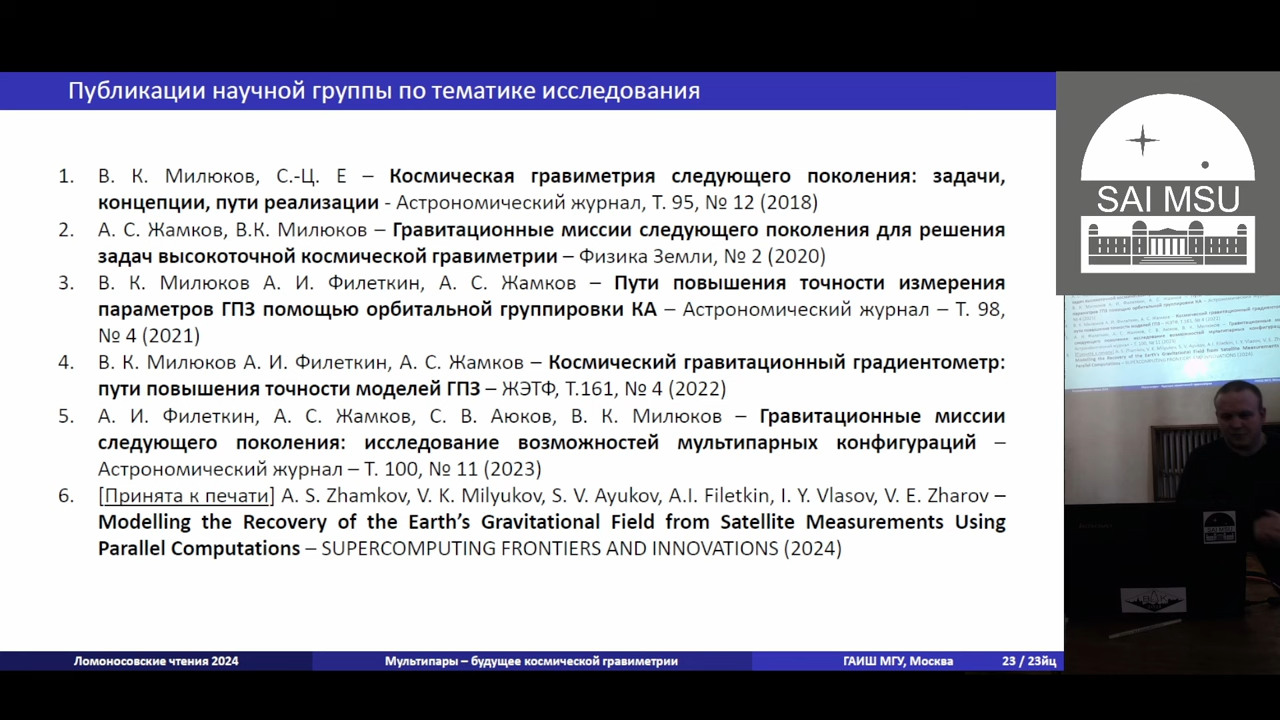 Публикации научной группы по тематике исследования
1. В. К. Милюков, С.-Ц. Е – Космическая гравиметрия следующего поколения: задачи,
концепции, пути реализации - Астрономический журнал, Т. 95, № 12 (2018)
2. А. С. Жамков, В.К. Милюков – Гравитационные миссии следующего поколения для решения
задач высокоточной космической гравиметрии – Физика Земли, № 2 (2020)
3. В. К. Милюков А. И. Филеткин, А. С. Жамков – Пути повышения точности измерения
параметров ГПЗ помощью орбитальной группировки КА – Астрономический журнал – Т. 98,
№ 4 (2021)
4. В. К. Милюков А. И. Филеткин, А. С. Жамков – Космический гравитационный градиентометр:
пути повышения точности моделей ГПЗ – ЖЭТФ, Т.161, № 4 (2022)
5. А. И. Филеткин, А. С. Жамков, С. В. Аюков, В. К. Милюков – Гравитационные миссии
следующего поколения: исследование возможностей мультипарных конфигураций –
Астрономический журнал – Т. 100, № 11 (2023)
6. [Принята к печати] A. S. Zhamkov, V. K. Milyukov, S. V. Ayukov, A.I. Filetkin, I. Y. Vlasov, V. E. Zharov –
Modelling the Recovery of the Earth’s Gravitational Field from Satellite Measurements Using
Parallel Computations – SUPERCOMPUTING FRONTIERS AND INNOVATIONS (2024)
Ломоносовские чтения 2024
Мультипары – будущее космической гравиметрии
ГАИШ МГУ, Москва
23 / 23йц
SAI MSU
SAI MSU